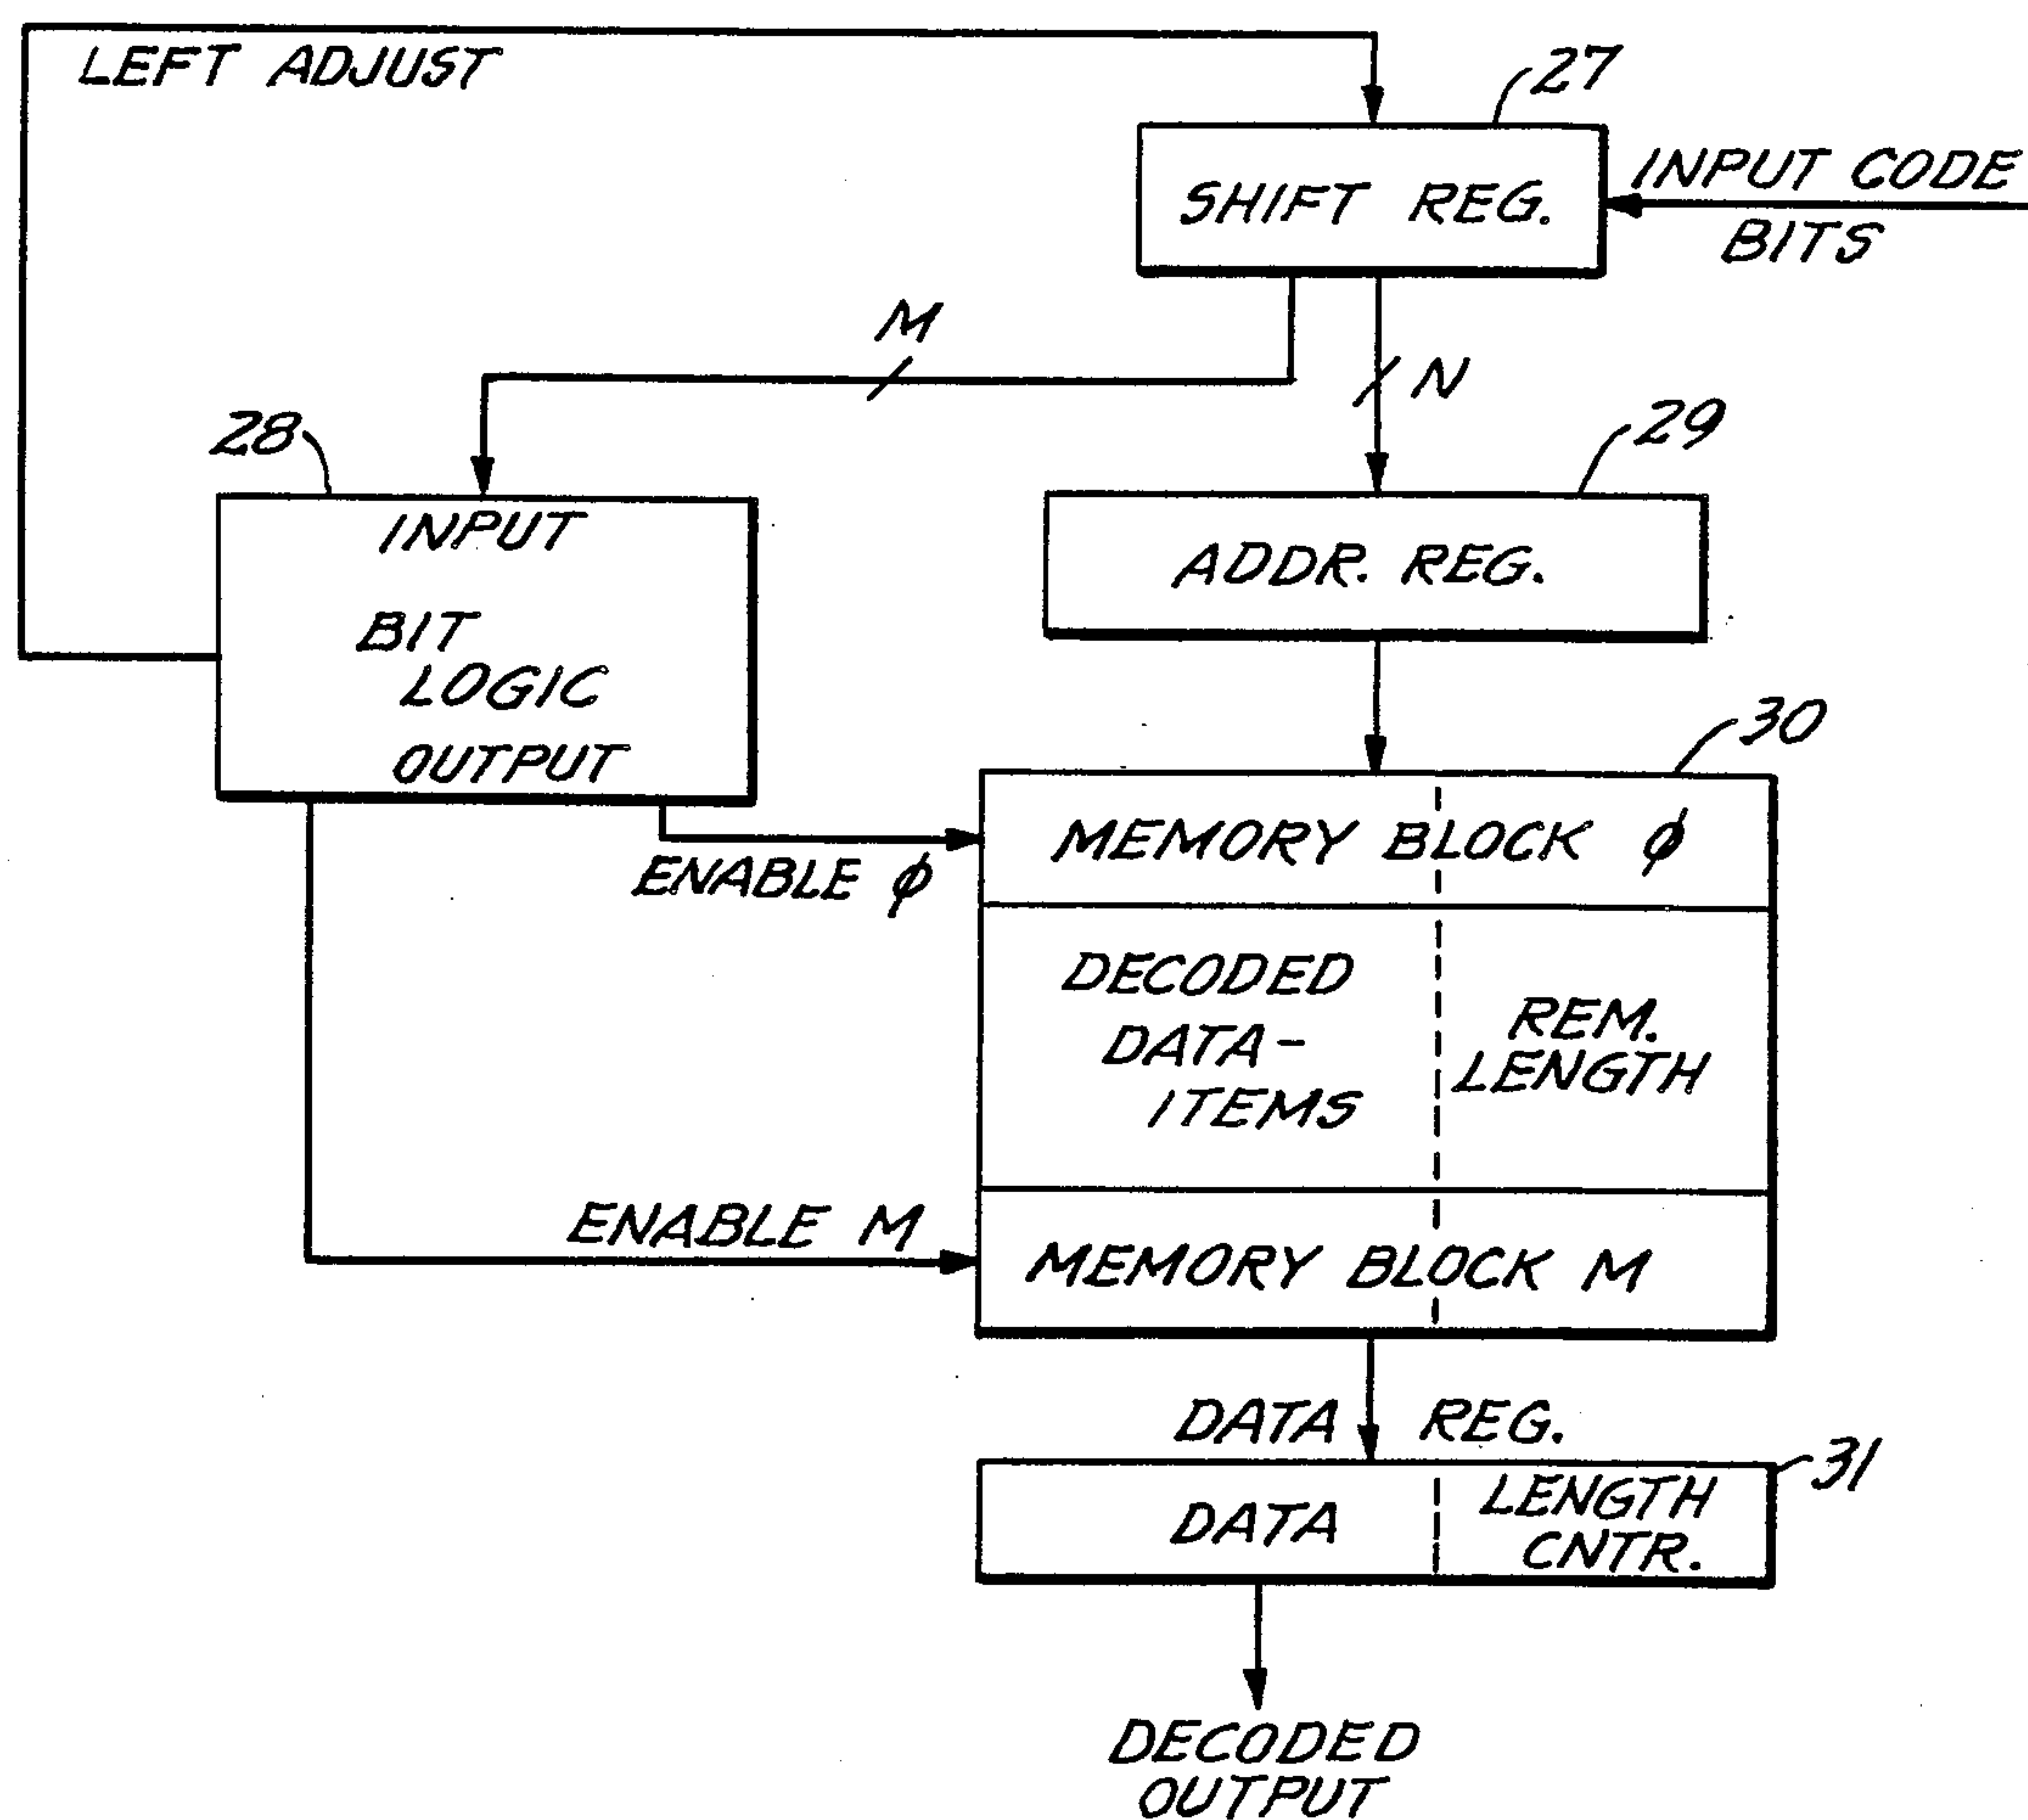 LEFT ADJUST
27
SHIFT REG.
INPUT CODE
BITS
M
N
28
29
INPUT
BIT
LOGIC
OUTPUT
ADDR. REG.
30
ENABLE ϕ
MEMORY BLOCK ϕ
DECODED
DATA-
ITEMS
REM.
LENGTH
ENABLE M
MEMORY BLOCK M
DATA REG.
31
DATA
LENGTH
CNTR.
DECODED
OUTPUT